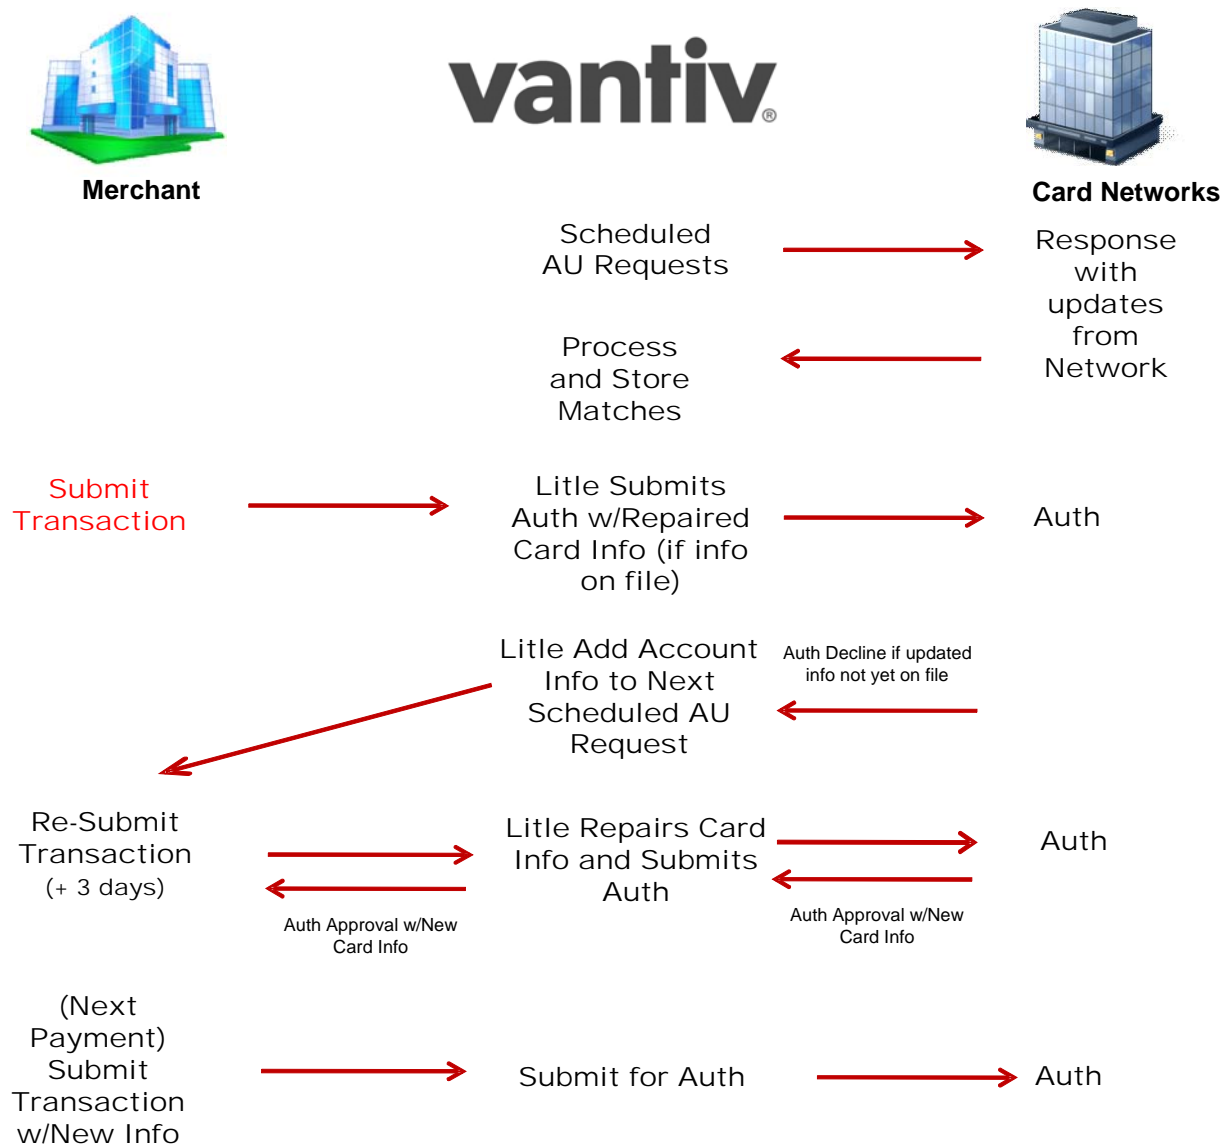 vantiv®
Merchant
Card Networks
Scheduled
AU Requests
Response
with
updates
from
Network
Process
and Store
Matches
Submit
Transaction
Litle Submits
Auth w/Repaired
Card Info (if info
on file)
Auth
Litle Add Account
Info to Next
Scheduled AU
Request
Auth Decline if updated
info not yet on file
Re-Submit
Transaction
(+ 3 days)
Litle Repairs Card
Info and Submits
Auth
Auth
Auth Approval w/New
Card Info
Auth Approval w/New
Card Info
(Next
Payment)
Submit
Transaction
w/New Info
Submit for Auth
Auth